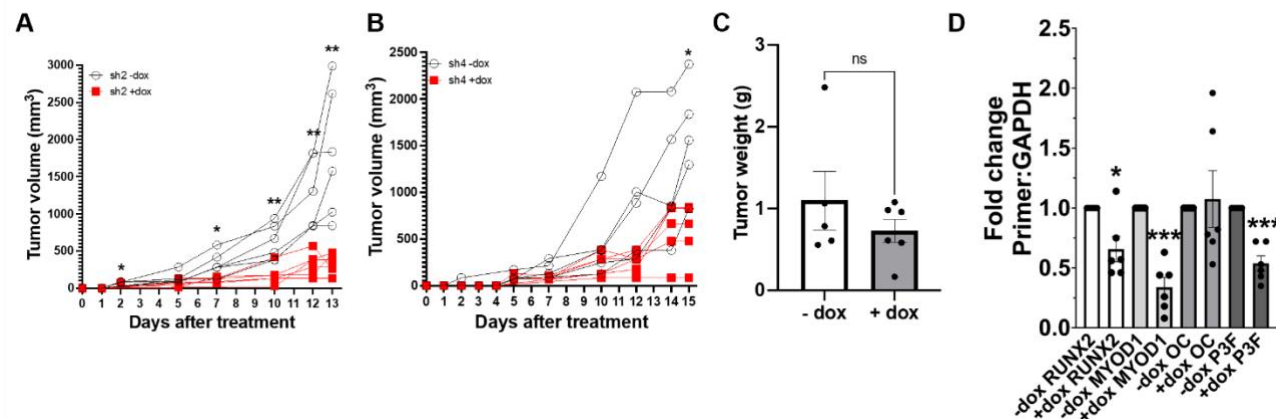 A
B
C
D
**
**
**
*
*
sh2 -dox
sh2 +dox
Tumor volume (mm³)
3000
2500
2000
1500
1000
500
0
0 1 2 3 4 5 6 7 8 9 10 11 12 13
Days after treatment
*
sh4 -dox
sh4 +dox
Tumor volume (mm³)
2500
2000
1500
1000
500
0
0 1 2 3 4 5 6 7 8 9 10 11 12 13 14 15
Days after treatment
ns
Tumor weight (g)
3
2
1
0
- dox
+ dox
Fold change
Primer:GAPDH
2.5
2.0
1.5
1.0
0.5
0.0
*
***
***
-dox RUNX2
+dox RUNX2
-dox MYOD1
+dox MYOD1
-dox OC
+dox OC
-dox P3F
+dox P3F